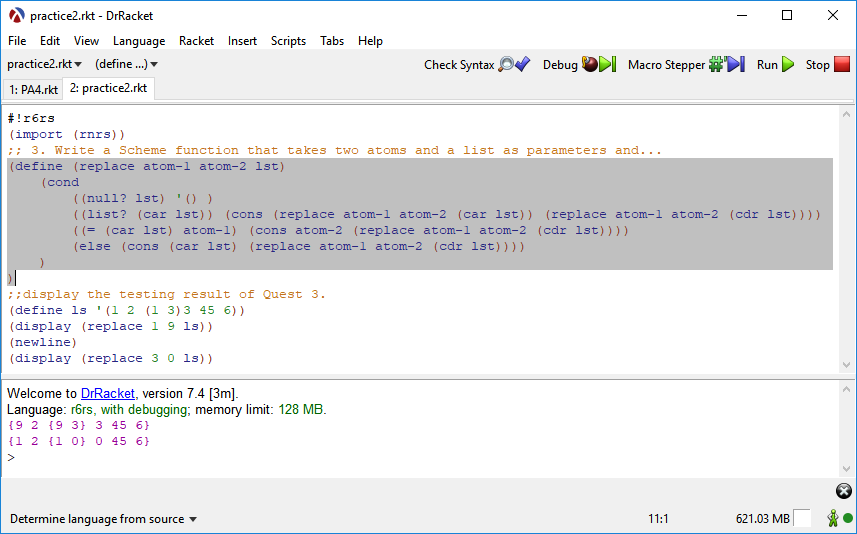 practice2.rkt - DrRacket
File Edit View Language Racket Insert Scripts Tabs Help
practice2.rkt (define ...) Check Syntax Debug Macro Stepper Run Stop
1: PA4.rkt 2: practice2.rkt
#!r6rs
(import (rnrs))
;; 3. Write a Scheme function that takes two atoms and a list as parameters and...
(define (replace atom-1 atom-2 lst)
    (cond
        ((null? lst) '() )
        ((list? (car lst)) (cons (replace atom-1 atom-2 (car lst)) (replace atom-1 atom-2 (cdr lst))))
        ((= (car lst) atom-1) (cons atom-2 (replace atom-1 atom-2 (cdr lst))))
        (else (cons (car lst) (replace atom-1 atom-2 (cdr lst))))
    )
)
;;display the testing result of Quest 3.
(define ls '(1 2 (1 3)3 45 6))
(display (replace 1 9 ls))
(newline)
(display (replace 3 0 ls))
Welcome to DrRacket, version 7.4 [3m].
Language: r6rs, with debugging; memory limit: 128 MB.
{9 2 {9 3} 3 45 6}
{1 2 {1 0} 0 45 6}
>
Determine language from source 11:1 621.03 MB